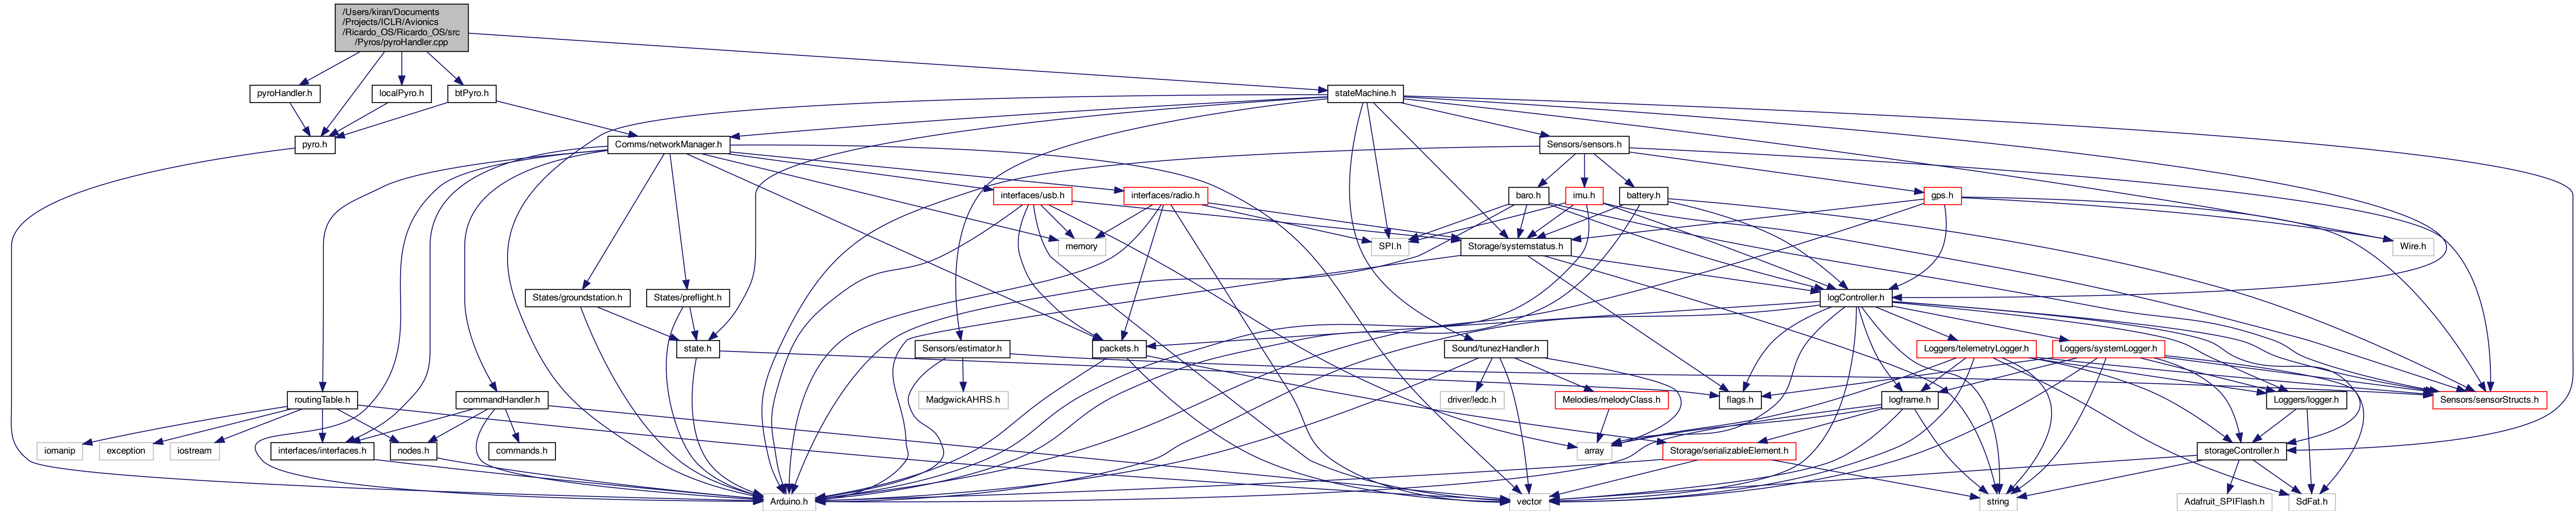 /Users/kiran/Documents
/Projects/ICLR/Avionics
/Ricardo_OS/Ricardo_OS/src
/Pyros/pyroHandler.cpp
pyroHandler.h
localPyro.h
btPyro.h
stateMachine.h
pyro.h
Comms/networkManager.h
Sensors/sensors.h
interfaces/usb.h
interfaces/radio.h
baro.h
imu.h
battery.h
gps.h
memory
SPI.h
Storage/systemstatus.h
Wire.h
States/groundstation.h
States/preflight.h
logController.h
state.h
Sensors/estimator.h
packets.h
Sound/tunezHandler.h
Loggers/telemetryLogger.h
Loggers/systemLogger.h
routingTable.h
commandHandler.h
MadgwickAHRS.h
driver/ledc.h
Melodies/melodyClass.h
flags.h
logframe.h
Loggers/logger.h
Sensors/sensorStructs.h
iomanip
exception
iostream
interfaces/interfaces.h
nodes.h
commands.h
array
Storage/serializableElement.h
storageController.h
Arduino.h
vector
string
Adafruit_SPIFlash.h
SdFat.h